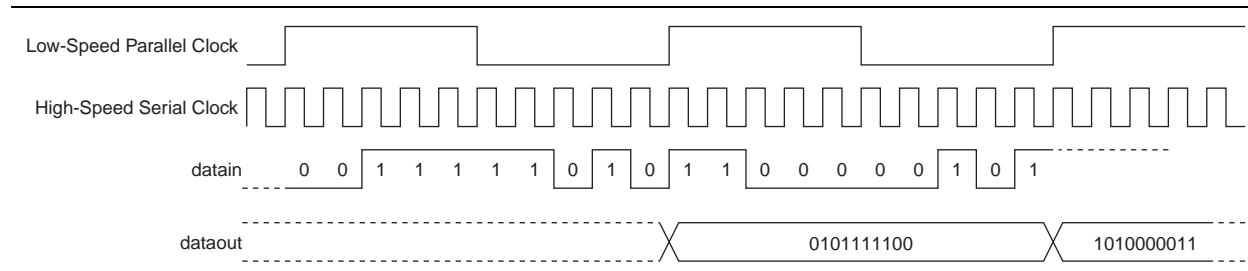 Low-Speed Parallel Clock
High-Speed Serial Clock
datain 0 0 1 1 1 1 1 0 1 0 1 1 0 0 0 0 0 1 0 1
dataout 0101111100 1010000011